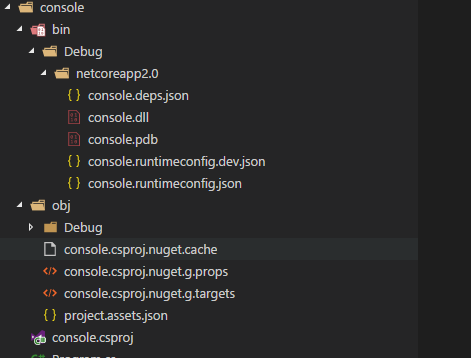 console
bin
Debug
netcoreapp2.0
console.deps.json
console.dll
console.pdb
console.runtimeconfig.dev.json
console.runtimeconfig.json
obj
Debug
console.csproj.nuget.cache
console.csproj.nuget.g.props
console.csproj.nuget.g.targets
project.assets.json
console.csproj
Program.cs